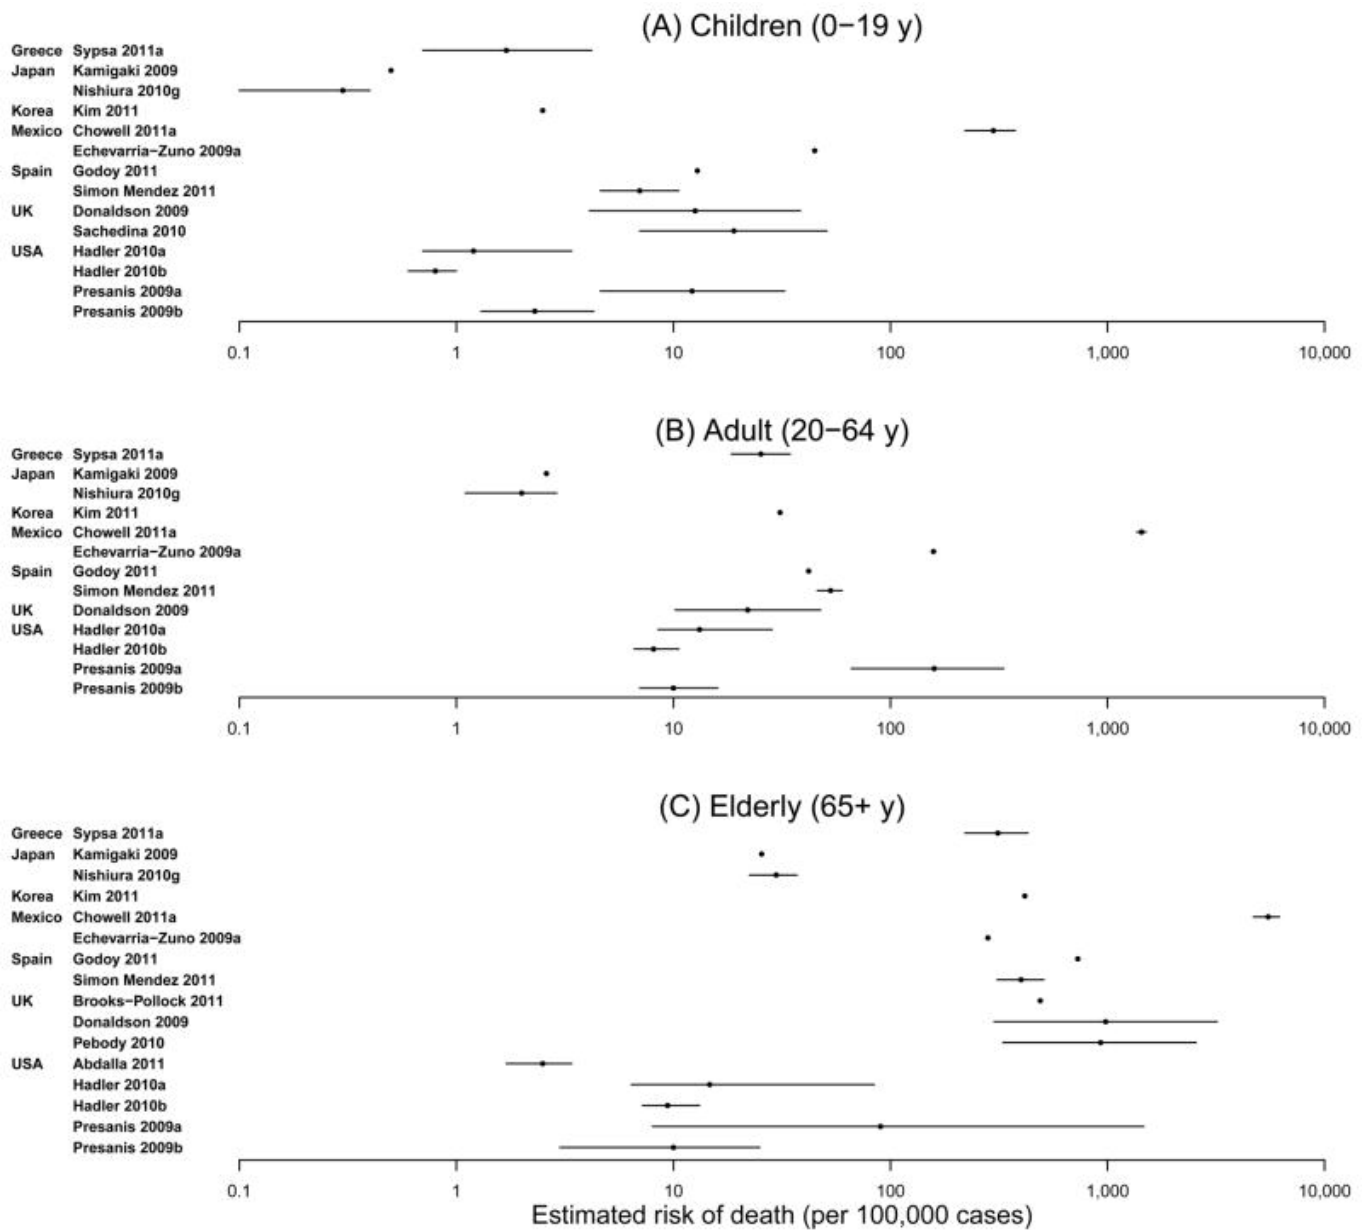 (A) Children (0−19 y)
Greece Sypsa 2011a
Japan Kamigaki 2009
Nishiura 2010g
Korea Kim 2011
Mexico Chowell 2011a
Echevarria−Zuno 2009a
Spain Godoy 2011
Simon Mendez 2011
UK Donaldson 2009
Sachedina 2010
USA Hadler 2010a
Hadler 2010b
Presanis 2009a
Presanis 2009b
0.1 1 10 100 1,000 10,000
(B) Adult (20−64 y)
Greece Sypsa 2011a
Japan Kamigaki 2009
Nishiura 2010g
Korea Kim 2011
Mexico Chowell 2011a
Echevarria−Zuno 2009a
Spain Godoy 2011
Simon Mendez 2011
UK Donaldson 2009
USA Hadler 2010a
Hadler 2010b
Presanis 2009a
Presanis 2009b
0.1 1 10 100 1,000 10,000
(C) Elderly (65+ y)
Greece Sypsa 2011a
Japan Kamigaki 2009
Nishiura 2010g
Korea Kim 2011
Mexico Chowell 2011a
Echevarria−Zuno 2009a
Spain Godoy 2011
Simon Mendez 2011
UK Brooks−Pollock 2011
Donaldson 2009
Pebody 2010
USA Abdalla 2011
Hadler 2010a
Hadler 2010b
Presanis 2009a
Presanis 2009b
0.1 1 10 100 1,000 10,000
Estimated risk of death (per 100,000 cases)